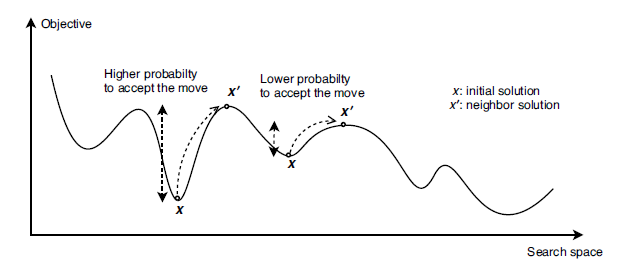 Objective
Higher probabilty
to accept the move
x′
Lower probabilty
to accept the move
x′
x: initial solution
x′: neighbor solution
x
x
Search space